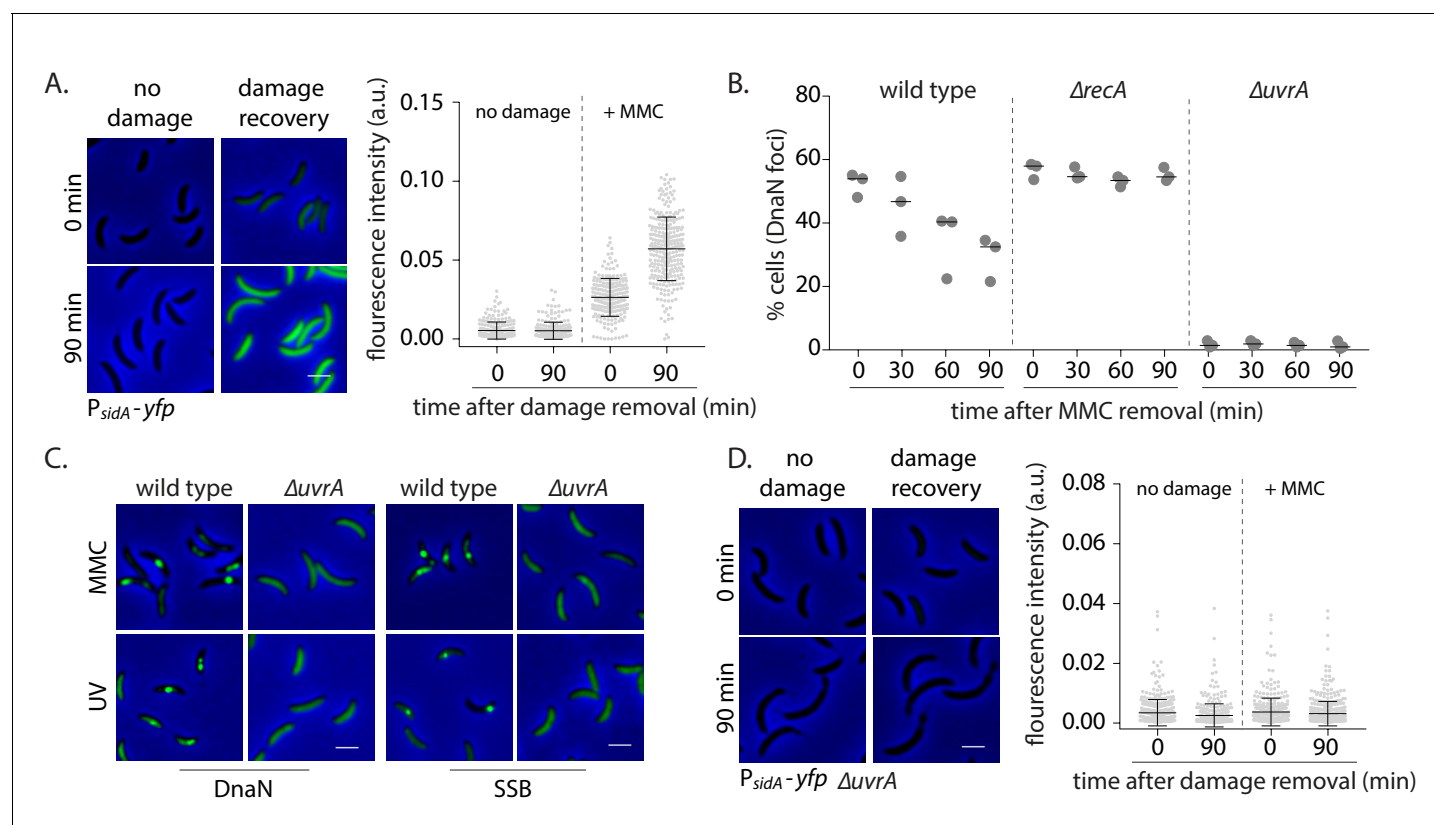 A.
no
damage
damage
recovery
0 min
90 min
PsidA-yfp
flourescence intensity (a.u.)
0.15
0.10
0.05
0.00
no damage
+ MMC
0 90 0 90
time after damage removal (min)
B.
% cells (DnaN foci)
80
60
40
20
0
wild type ΔrecA ΔuvrA
0 30 60 90 0 30 60 90 0 30 60 90
time after MMC removal (min)
C.
wild type ΔuvrA wild type ΔuvrA
MMC
UV
DnaN SSB
D.
no
damage
damage
recovery
0 min
90 min
PsidA-yfp ΔuvrA
flourescence intensity (a.u.)
0.08
0.06
0.04
0.02
0.00
no damage
+ MMC
0 90 0 90
time after damage removal (min)